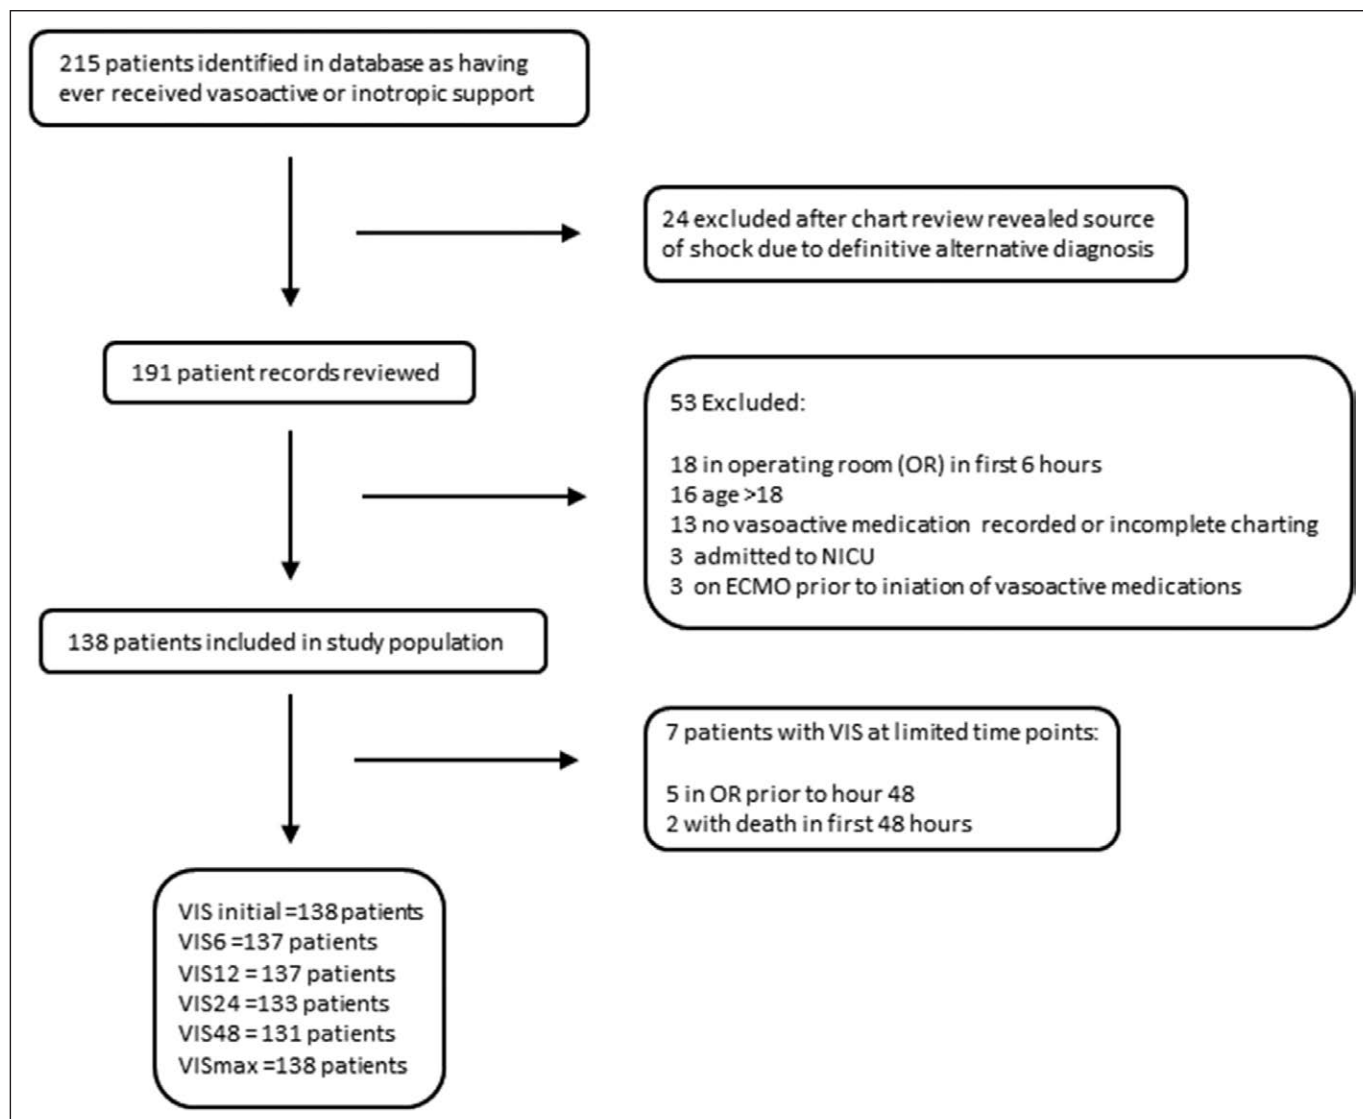 215 patients identified in database as having
ever received vasoactive or inotropic support
24 excluded after chart review revealed source
of shock due to definitive alternative diagnosis
191 patient records reviewed
53 Excluded:
18 in operating room (OR) in first 6 hours
16 age >18
13 no vasoactive medication recorded or incomplete charting
3 admitted to NICU
3 on ECMO prior to iniation of vasoactive medications
138 patients included in study population
7 patients with VIS at limited time points:
5 in OR prior to hour 48
2 with death in first 48 hours
VIS initial =138 patients
VIS6 =137 patients
VIS12 = 137 patients
VIS24 =133 patients
VIS48 = 131 patients
VISmax =138 patients